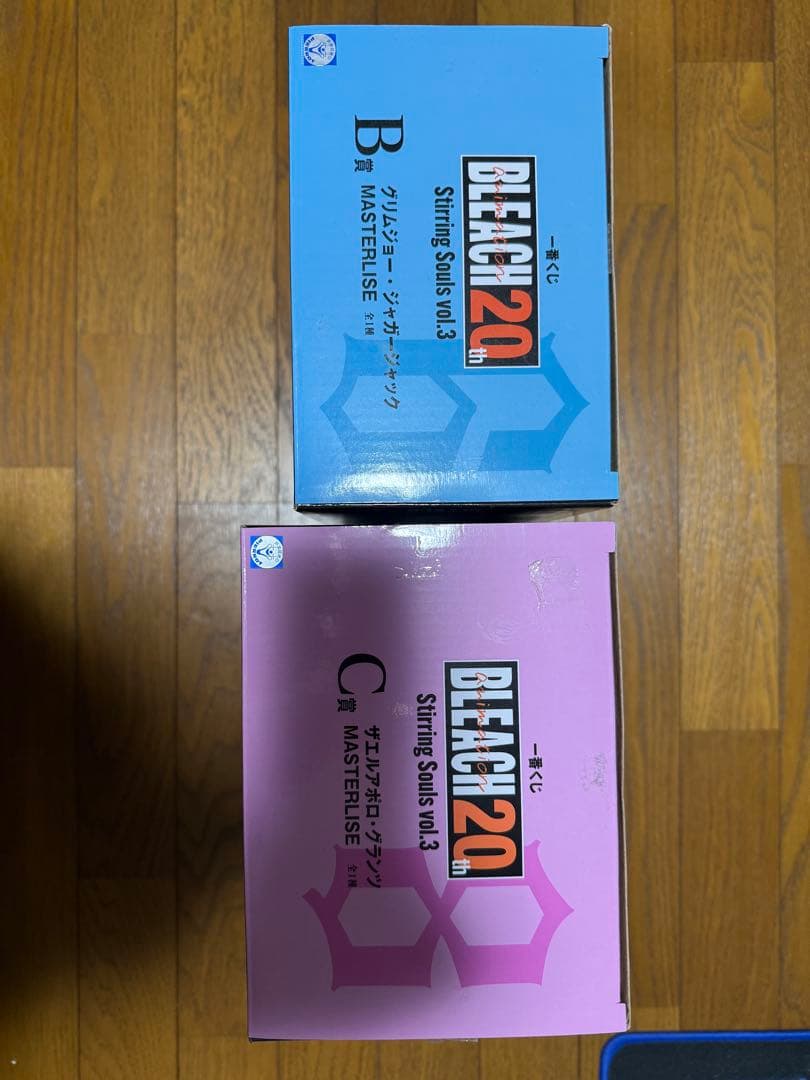 一番くじ
BLEACH 20th
animation
Stirring Souls vol.3
B賞
グリムジョー・ジャガージャック
MASTERLISE 全1種
一番くじ
BLEACH 20th
animation
Stirring Souls vol.3
C賞
ザエルアポロ・グランツ
MASTERLISE 全1種